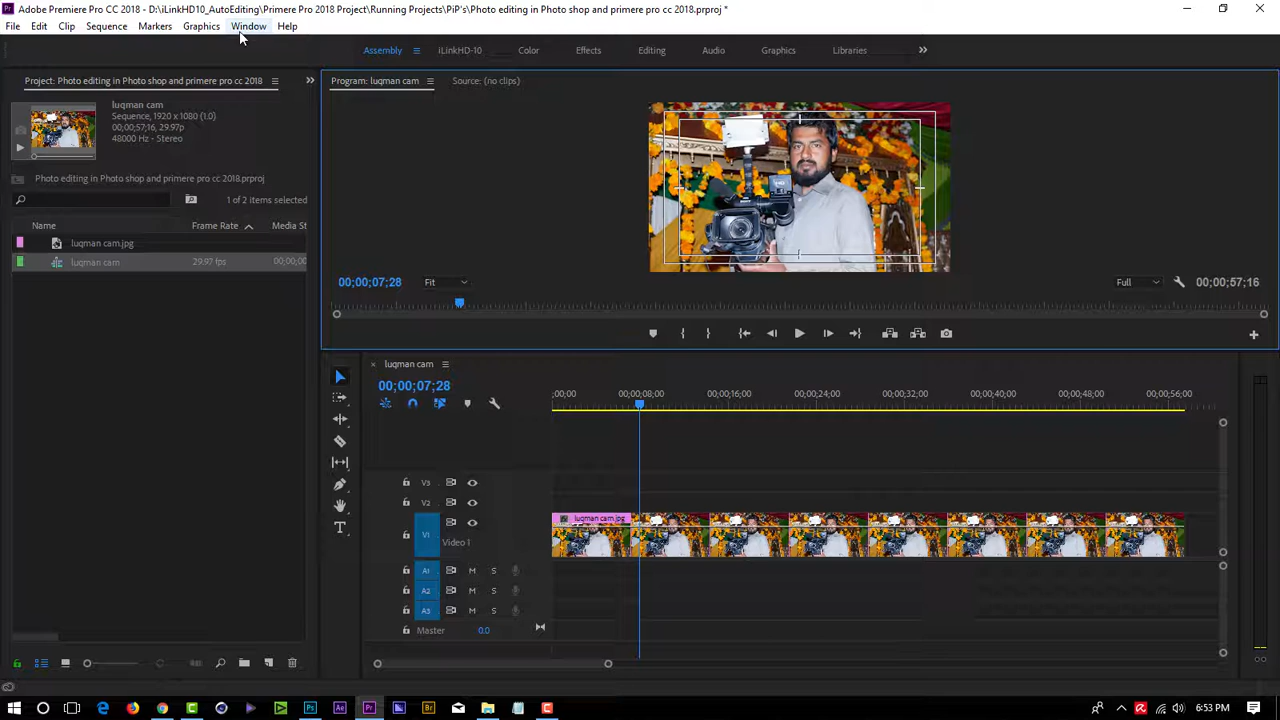 Adobe Premiere Pro CC 2018 - D:\iLinkHD10_AutoEditing\Primere Pro 2018 Project\Running Projects\PiP's\Photo editing in Photo shop and primere pro cc 2018.prproj *
File Edit Clip Sequence Markers Graphics Window Help
Assembly iLinkHD-10 Color Effects Editing Audio Graphics Libraries
Project: Photo editing in Photo shop and primere pro cc 2018
Program: luqman cam Source: (no clips)
luqman cam
Sequence, 1920 x 1080 (1.0)
00;00;57;16, 29.97p
48000 Hz - Stereo
Photo editing in Photo shop and primere pro cc 2018.prproj
1 of 2 items selected
Name Frame Rate Media St
luqman cam.jpg
luqman cam 29.97 fps 00;00;0
00;00;07;28 Fit Full 00;00;57;16
luqman cam
00;00;07;28
;00;00 00;00;08;00 00;00;16;00 00;00;24;00 00;00;32;00 00;00;40;00 00;00;48;00 00;00;56;00
V3
V2
luqman cam.jpg
V1 Video 1
A1 M S
A2 M S
A3 M S
Master 0.0
Ps Ae Pr Br 6:53 PM